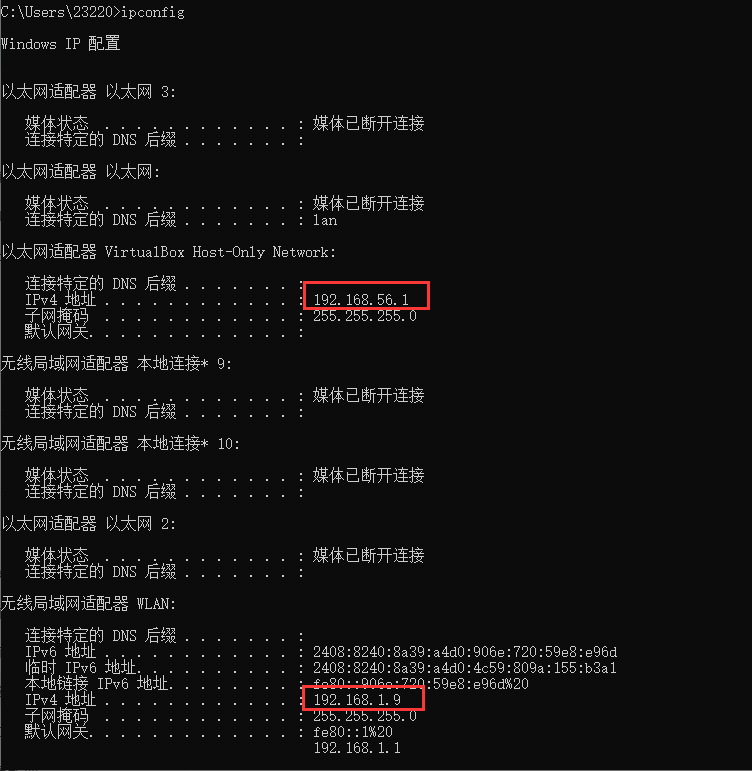 C:\Users\23220>ipconfig
Windows IP 配置
以太网适配器 以太网 3:
媒体状态 . . . . . . . . . . . . : 媒体已断开连接
连接特定的 DNS 后缀 . . . . . . . :
以太网适配器 以太网:
媒体状态 . . . . . . . . . . . . : 媒体已断开连接
连接特定的 DNS 后缀 . . . . . . . : lan
以太网适配器 VirtualBox Host-Only Network:
连接特定的 DNS 后缀 . . . . . . . :
IPv4 地址 . . . . . . . . . . . . : 192.168.56.1
子网掩码 . . . . . . . . . . . . : 255.255.255.0
默认网关. . . . . . . . . . . . . :
无线局域网适配器 本地连接* 9:
媒体状态 . . . . . . . . . . . . : 媒体已断开连接
连接特定的 DNS 后缀 . . . . . . . :
无线局域网适配器 本地连接* 10:
媒体状态 . . . . . . . . . . . . : 媒体已断开连接
连接特定的 DNS 后缀 . . . . . . . :
以太网适配器 以太网 2:
媒体状态 . . . . . . . . . . . . : 媒体已断开连接
连接特定的 DNS 后缀 . . . . . . . :
无线局域网适配器 WLAN:
连接特定的 DNS 后缀 . . . . . . . :
IPv6 地址 . . . . . . . . . . . . : 2408:8240:8a39:a4d0:906e:720:59e8:e96d
临时 IPv6 地址. . . . . . . . . . : 2408:8240:8a39:a4d0:4c59:809a:155:b3a1
本地链接 IPv6 地址. . . . . . . . : fe80::906e:720:59e8:e96d%20
IPv4 地址 . . . . . . . . . . . . : 192.168.1.9
子网掩码 . . . . . . . . . . . . : 255.255.255.0
默认网关. . . . . . . . . . . . . : fe80::1%20
192.168.1.1